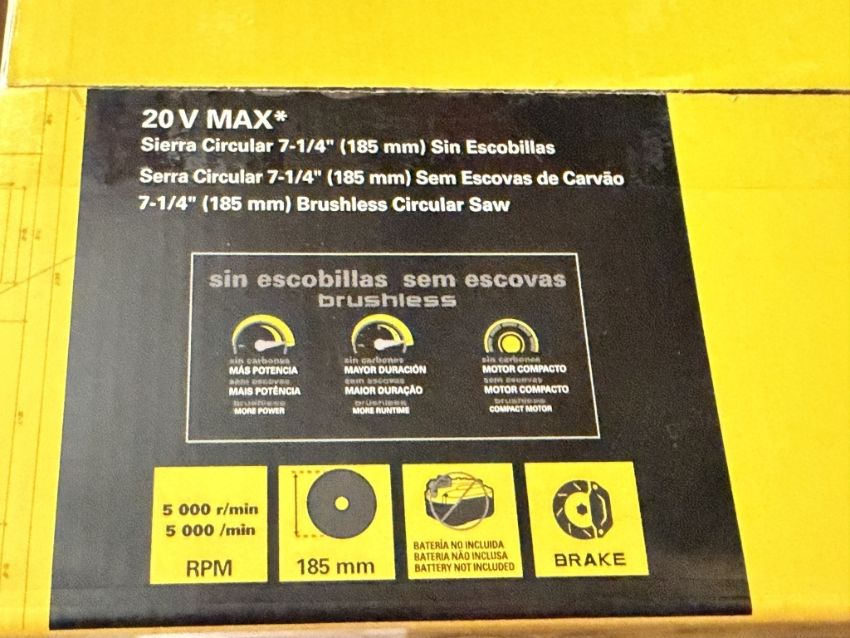 20V MAX*
Sierra Circular 7-1/4" (185 mm) Sin Escobillas
Serra Circular 7-1/4" (185 mm) Sem Escovas de Carvão
7-1/4" (185 mm) Brushless Circular Saw
sin escobillas sem escovas
brushless
sin carbones
MÁS POTENCIA
sem escovas
MAIS POTÊNCIA
brushless
MORE POWER
sin carbones
MAYOR DURACIÓN
sem escovas
MAIOR DURAÇÃO
brushless
MORE RUNTIME
sin carbones
MOTOR COMPACTO
sem escovas
MOTOR COMPACTO
brushless
COMPACT MOTOR
5 000 r/min
5 000 /min
RPM
185 mm
BATERÍA NO INCLUIDA
BATERIA NÃO INCLUSA
BATTERY NOT INCLUDED
BRAKE